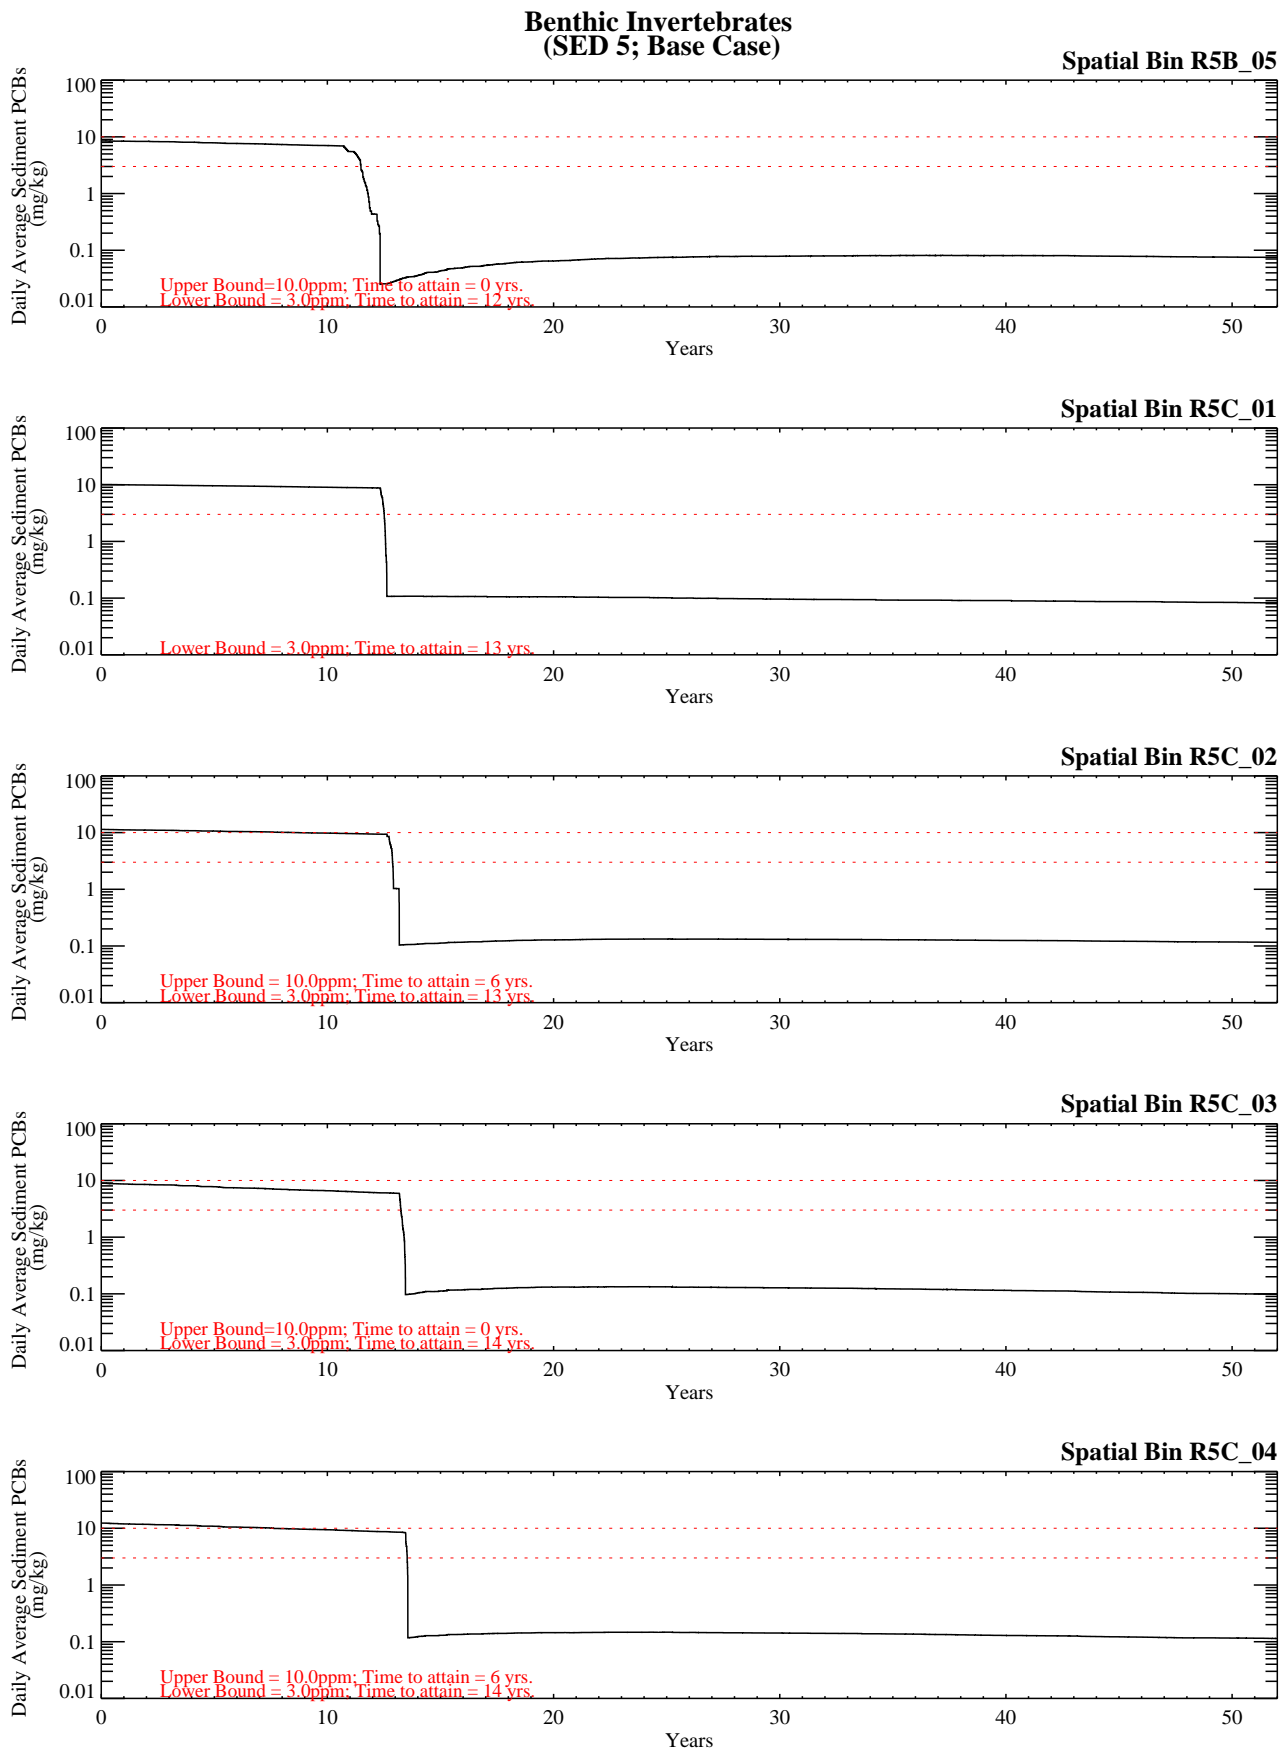 Benthic Invertebrates
(SED 5; Base Case)
Spatial Bin R5B_05
Daily Average Sediment PCBs
(mg/kg)
100
10
1
0.1
0.01
Upper Bound=10.0ppm; Time to attain = 0 yrs.
Lower Bound = 3.0ppm; Time to attain = 12 yrs.
0 10 20 30 40 50
Years
Spatial Bin R5C_01
Daily Average Sediment PCBs
(mg/kg)
100
10
1
0.1
0.01
Lower Bound = 3.0ppm; Time to attain = 13 yrs.
0 10 20 30 40 50
Years
Spatial Bin R5C_02
Daily Average Sediment PCBs
(mg/kg)
100
10
1
0.1
0.01
Upper Bound = 10.0ppm; Time to attain = 6 yrs.
Lower Bound = 3.0ppm; Time to attain = 13 yrs.
0 10 20 30 40 50
Years
Spatial Bin R5C_03
Daily Average Sediment PCBs
(mg/kg)
100
10
1
0.1
0.01
Upper Bound=10.0ppm; Time to attain = 0 yrs.
Lower Bound = 3.0ppm; Time to attain = 14 yrs.
0 10 20 30 40 50
Years
Spatial Bin R5C_04
Daily Average Sediment PCBs
(mg/kg)
100
10
1
0.1
0.01
Upper Bound = 10.0ppm; Time to attain = 6 yrs.
Lower Bound = 3.0ppm; Time to attain = 14 yrs.
0 10 20 30 40 50
Years